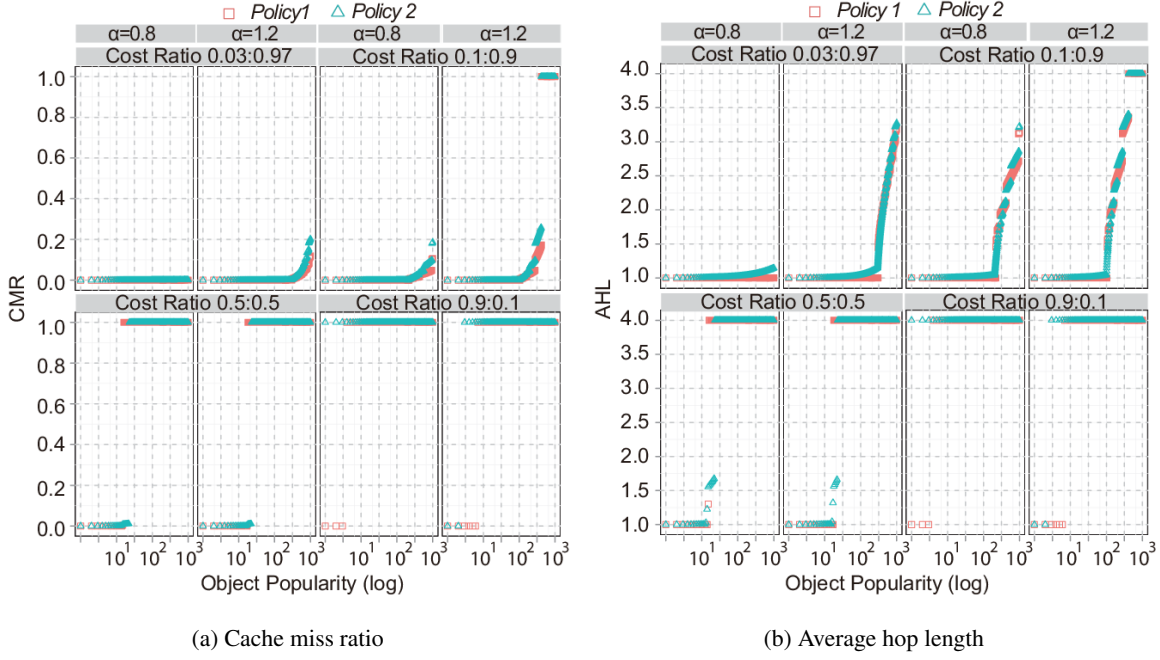 Policy1 Policy 2
α=0.8 α=1.2 α=0.8 α=1.2
Cost Ratio 0.03:0.97 Cost Ratio 0.1:0.9
1.0
0.8
0.6
0.4
0.2
0.0
Cost Ratio 0.5:0.5 Cost Ratio 0.9:0.1
1.0
0.8
0.6
0.4
0.2
0.0
CMR
10¹ 10² 10³ 10¹ 10² 10³ 10¹ 10² 10³ 10¹ 10² 10³
Object Popularity (log)
(a) Cache miss ratio
Policy 1 Policy 2
α=0.8 α=1.2 α=0.8 α=1.2
Cost Ratio 0.03:0.97 Cost Ratio 0.1:0.9
4.0
3.5
3.0
2.5
2.0
1.5
1.0
Cost Ratio 0.5:0.5 Cost Ratio 0.9:0.1
4.0
3.5
3.0
2.5
2.0
1.5
1.0
AHL
10¹ 10² 10³ 10¹ 10² 10³ 10¹ 10² 10³ 10¹ 10² 10³
Object Popularity (log)
(b) Average hop length